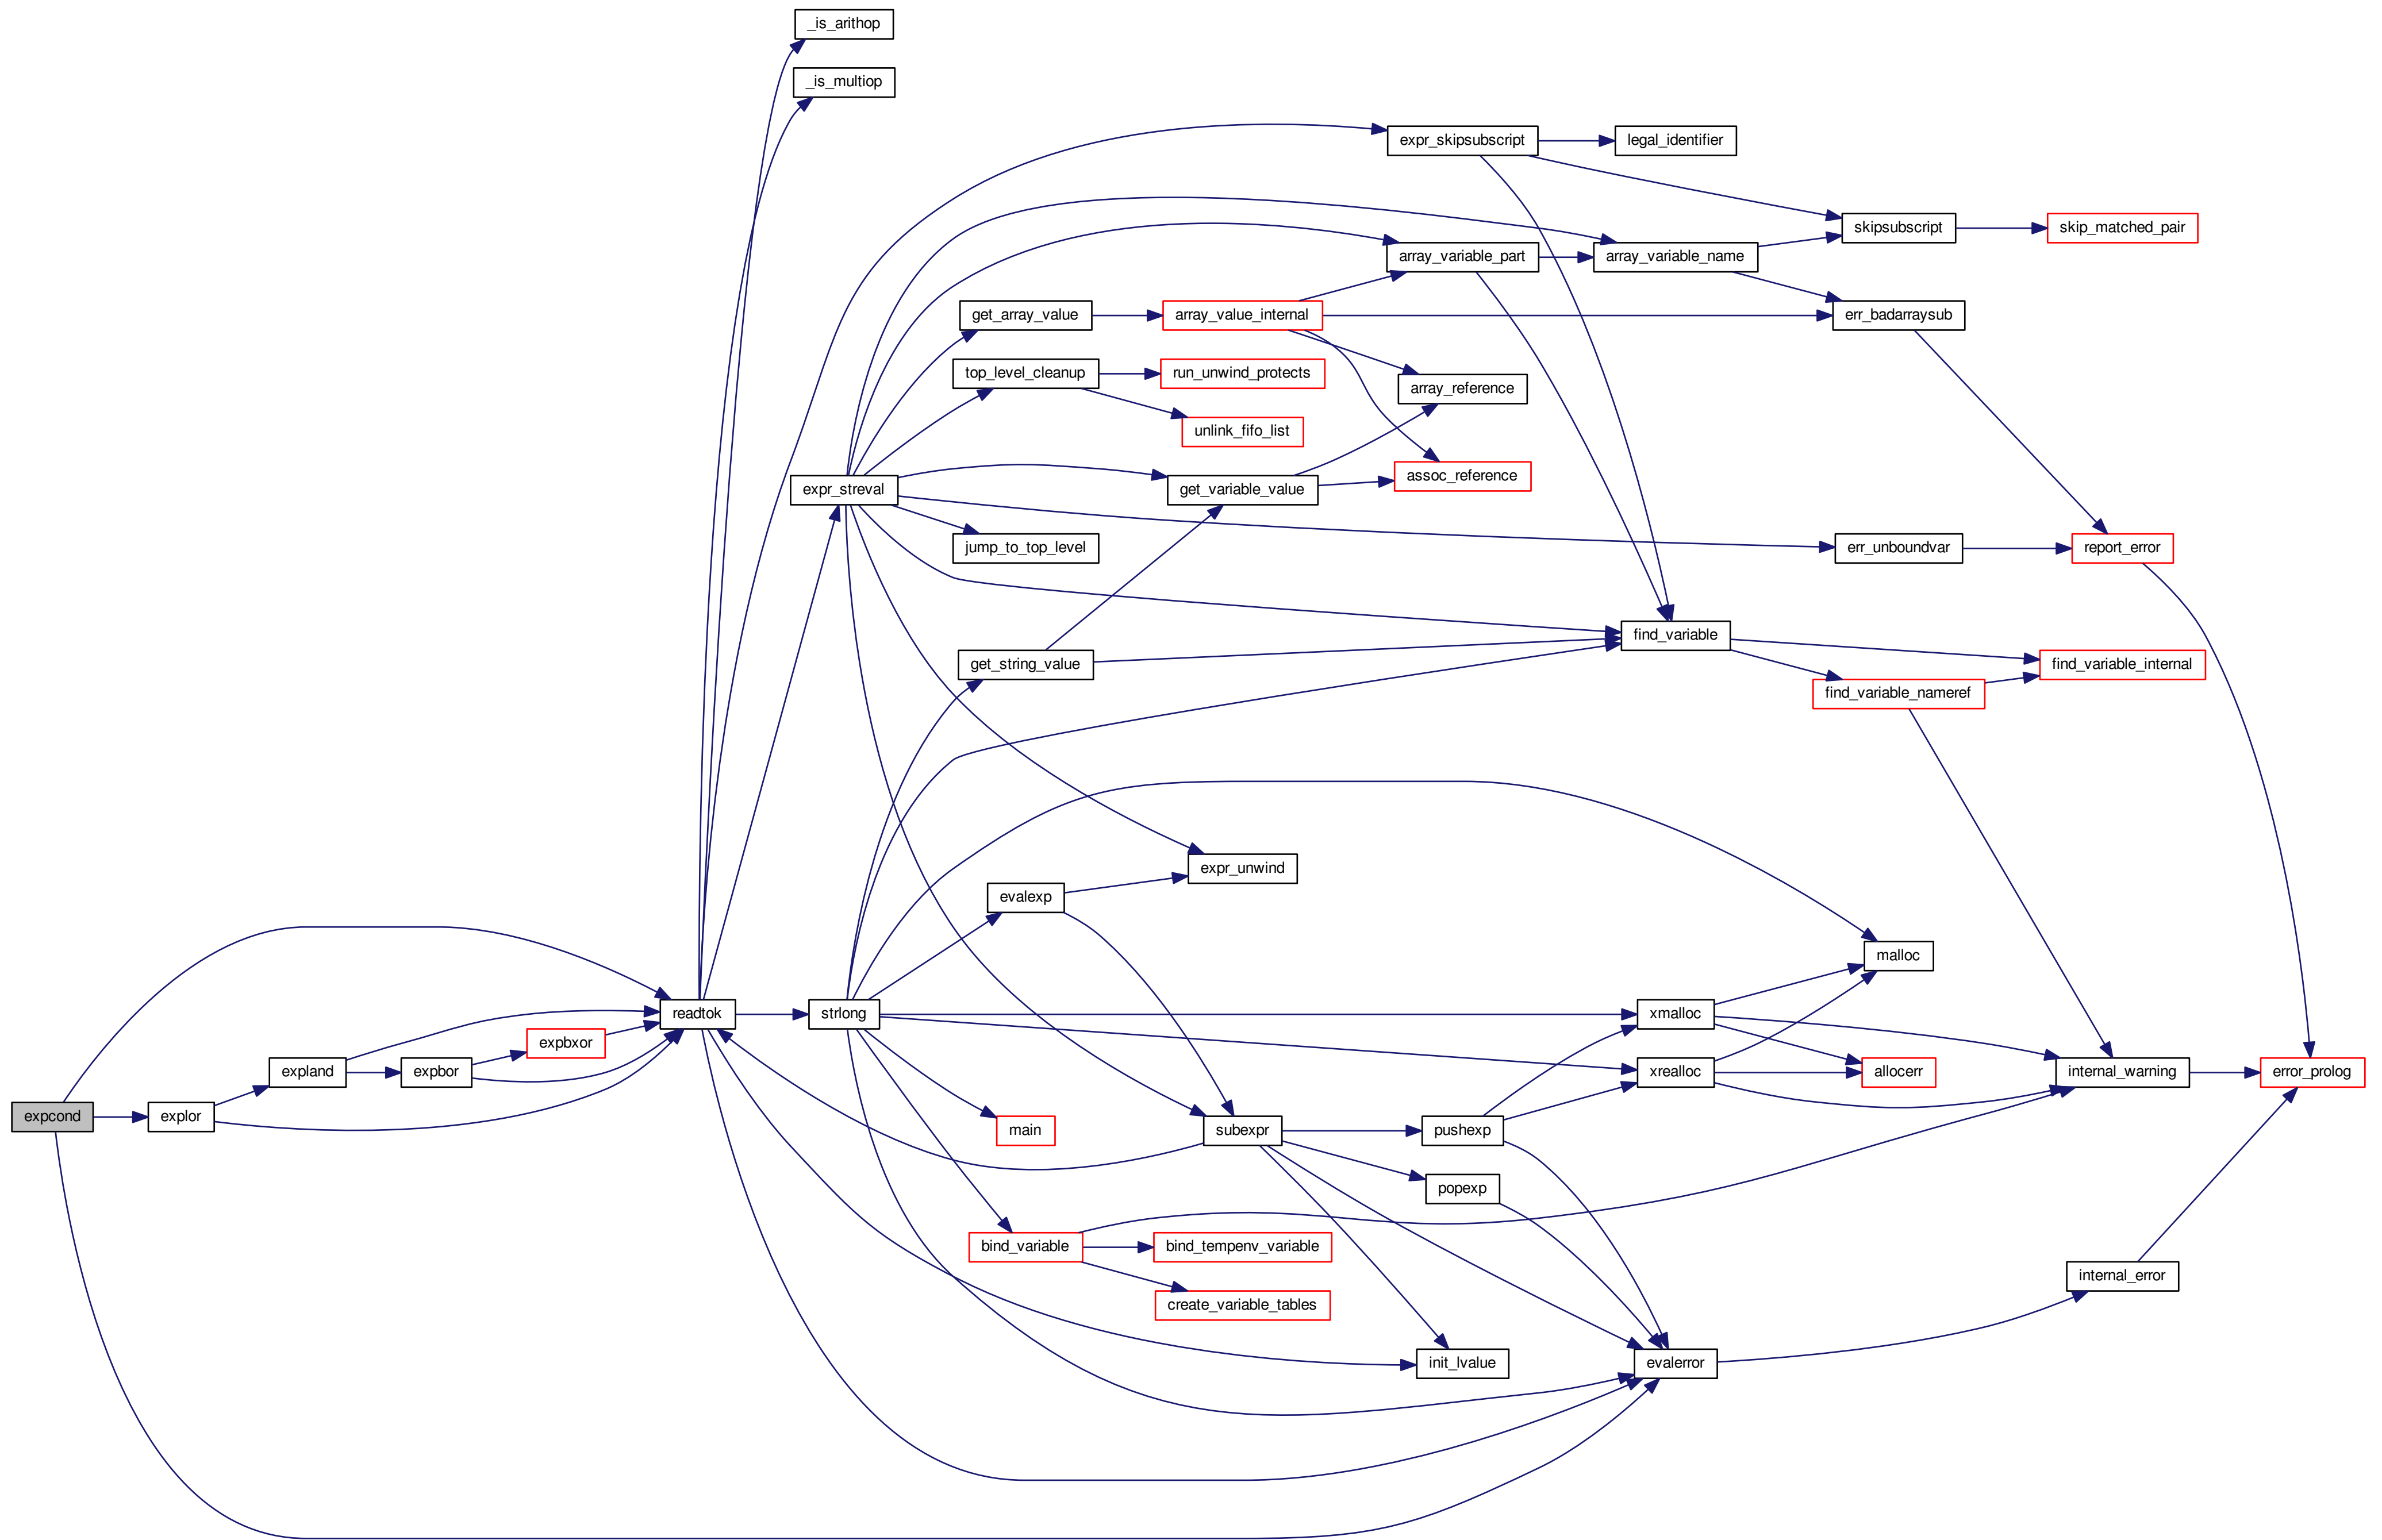 _is_arithop
_is_multiop
expr_skipsubscript
legal_identifier
skipsubscript
skip_matched_pair
array_variable_part
array_variable_name
get_array_value
array_value_internal
err_badarraysub
top_level_cleanup
run_unwind_protects
array_reference
unlink_fifo_list
assoc_reference
expr_streval
get_variable_value
jump_to_top_level
err_unboundvar
report_error
find_variable
get_string_value
find_variable_internal
find_variable_nameref
expr_unwind
evalexp
malloc
readtok
strlong
xmalloc
expbxor
expland
expbor
xrealloc
allocerr
internal_warning
error_prolog
expcond
explor
main
subexpr
pushexp
popexp
bind_variable
bind_tempenv_variable
internal_error
create_variable_tables
init_lvalue
evalerror